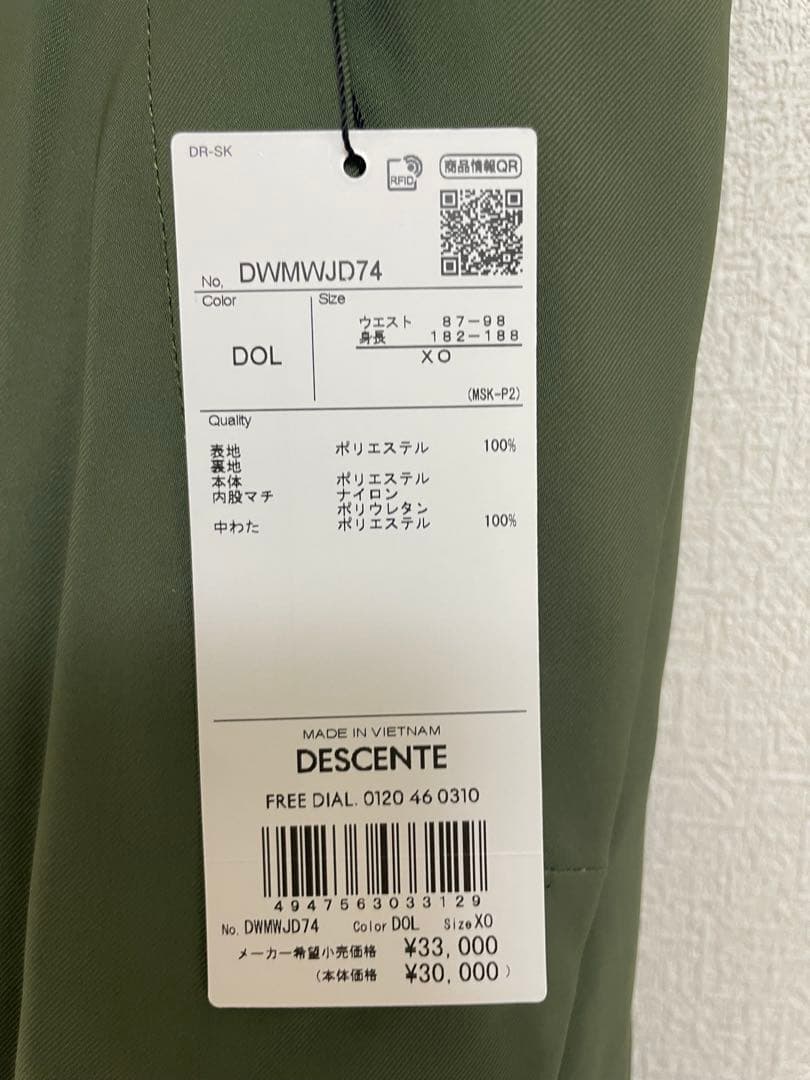 DR-SK
RFID
商品情報QR
No. DWMWJD74
Color
Size
DOL
ウエスト 87-98
身長 182-188
XO
(MSK-P2)
Quality
表地 ポリエステル 100%
裏地
本体 ポリエステル
内股マチ ナイロン
ポリウレタン
中わた ポリエステル 100%
MADE IN VIETNAM
DESCENTE
FREE DIAL. 0120 46 0310
4947563033129
No. DWMWJD74 Color DOL Size XO
メーカー希望小売価格 ¥33,000
(本体価格 ¥30,000)